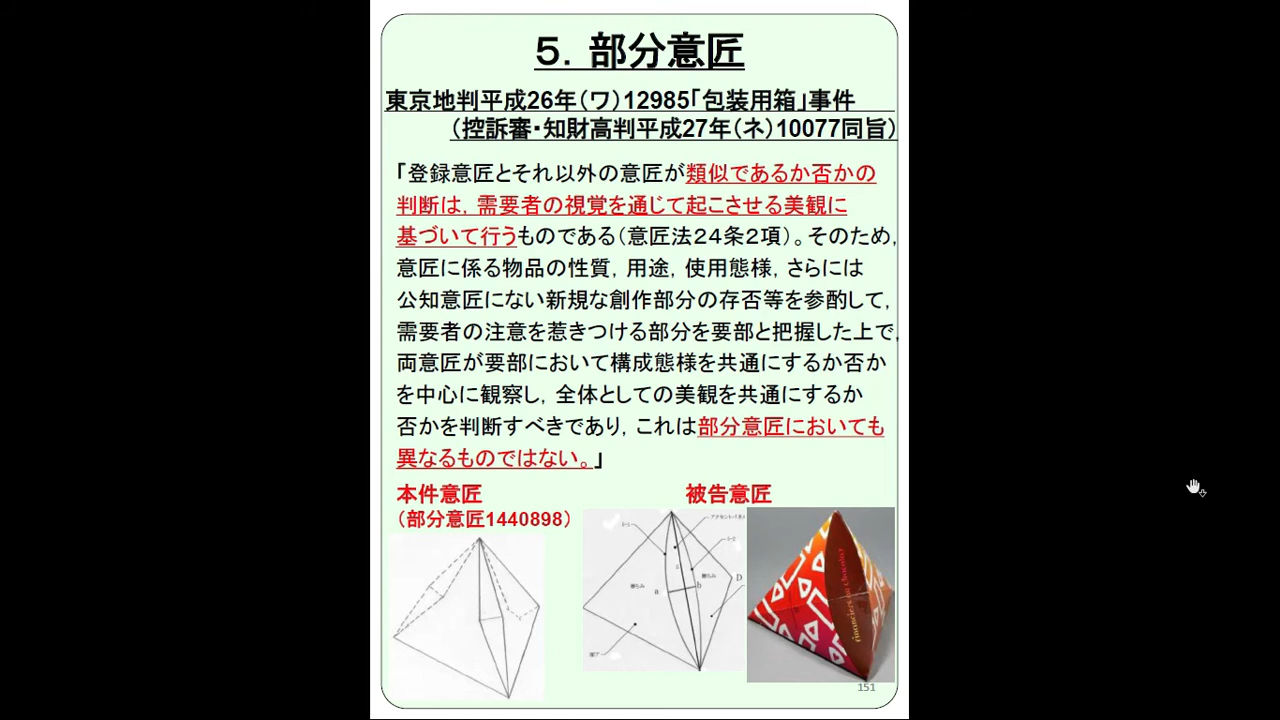 ５．部分意匠
東京地判平成26年（ワ）12985「包装用箱」事件
（控訴審・知財高判平成27年（ネ）10077同旨）
「登録意匠とそれ以外の意匠が類似であるか否かの
判断は，需要者の視覚を通じて起こさせる美観に
基づいて行うものである（意匠法２４条２項）。そのため，
意匠に係る物品の性質，用途，使用態様，さらには
公知意匠にない新規な創作部分の存否等を参酌して，
需要者の注意を惹きつける部分を要部と把握した上で，
両意匠が要部において構成態様を共通にするか否か
を中心に観察し，全体としての美観を共通にするか
否かを判断すべきであり，これは部分意匠においても
異なるものではない。」
本件意匠
（部分意匠1440898）
被告意匠
a
b
D
financiers au chocolat
151